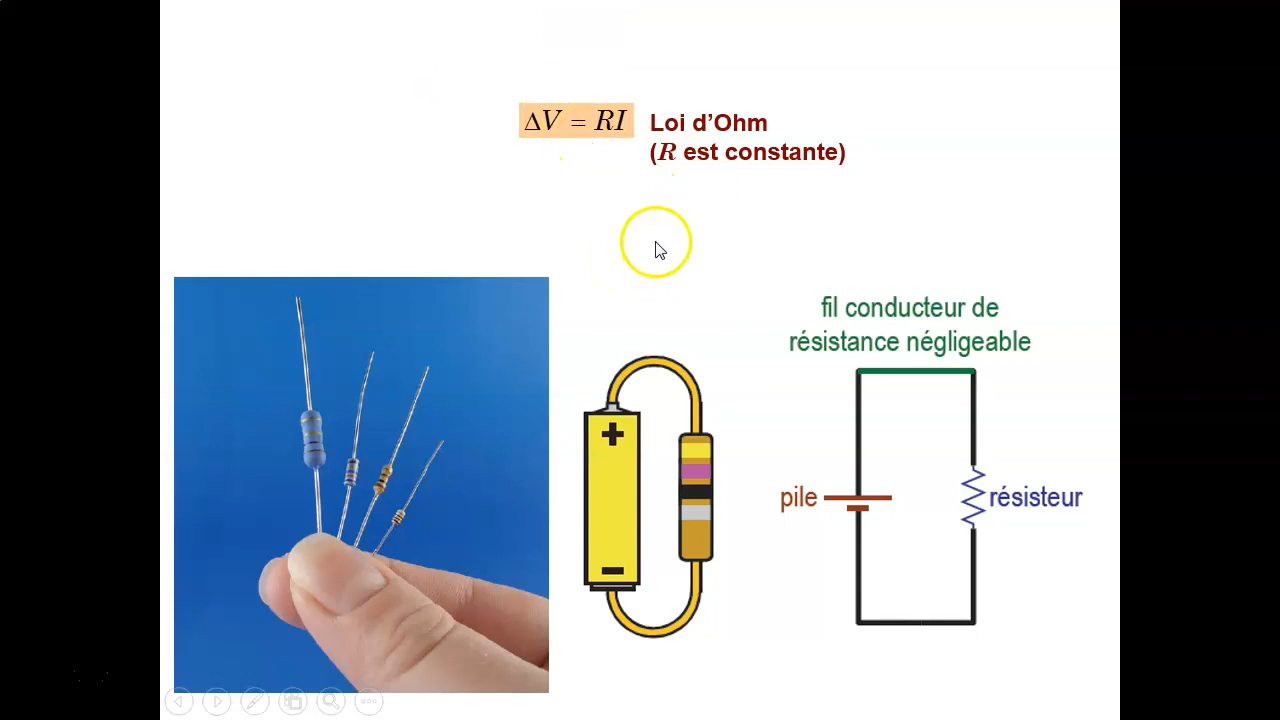 ΔV = RI
Loi d’Ohm
(R est constante)
fil conducteur de
résistance négligeable
+
pile
résisteur
−